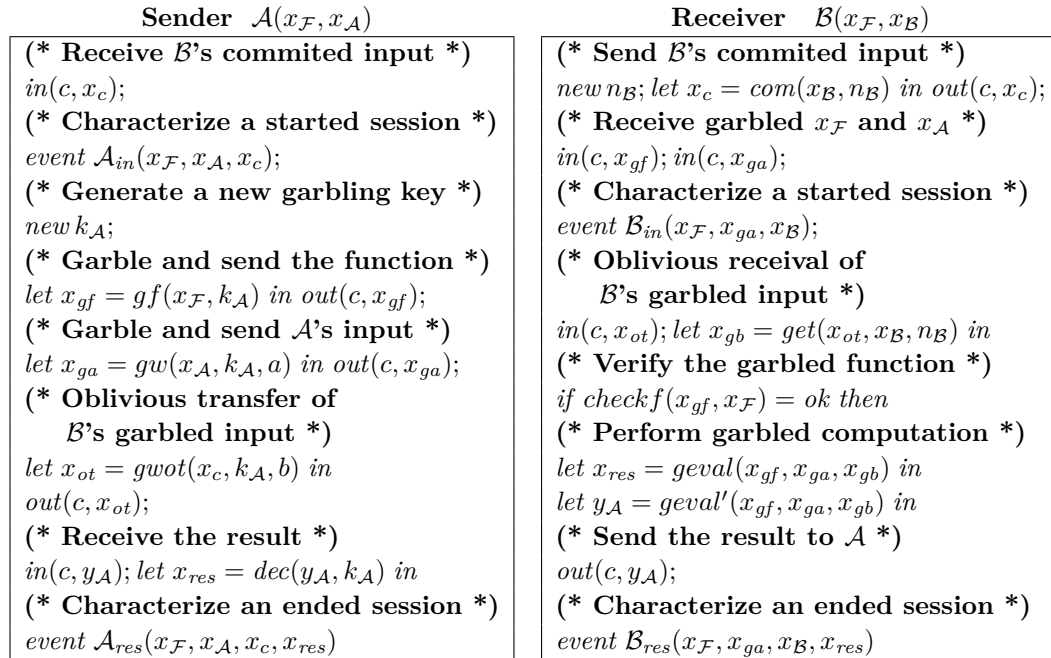 Sender 𝒜(x_ℱ, x_𝒜)
(* Receive ℬ's commited input *)
in(c, x_c);
(* Characterize a started session *)
event 𝒜_in(x_ℱ, x_𝒜, x_c);
(* Generate a new garbling key *)
new k_𝒜;
(* Garble and send the function *)
let x_gf = gf(x_ℱ, k_𝒜) in out(c, x_gf);
(* Garble and send 𝒜's input *)
let x_ga = gw(x_𝒜, k_𝒜, a) in out(c, x_ga);
(* Oblivious transfer of
ℬ's garbled input *)
let x_ot = gwot(x_c, k_𝒜, b) in
out(c, x_ot);
(* Receive the result *)
in(c, y_𝒜); let x_res = dec(y_𝒜, k_𝒜) in
(* Characterize an ended session *)
event 𝒜_res(x_ℱ, x_𝒜, x_c, x_res)
Receiver ℬ(x_ℱ, x_ℬ)
(* Send ℬ's commited input *)
new n_ℬ; let x_c = com(x_ℬ, n_ℬ) in out(c, x_c);
(* Receive garbled x_ℱ and x_𝒜 *)
in(c, x_gf); in(c, x_ga);
(* Characterize a started session *)
event ℬ_in(x_ℱ, x_ga, x_ℬ);
(* Oblivious receival of
ℬ's garbled input *)
in(c, x_ot); let x_gb = get(x_ot, x_ℬ, n_ℬ) in
(* Verify the garbled function *)
if checkf(x_gf, x_ℱ) = ok then
(* Perform garbled computation *)
let x_res = geval(x_gf, x_ga, x_gb) in
let y_𝒜 = geval'(x_gf, x_ga, x_gb) in
(* Send the result to 𝒜 *)
out(c, y_𝒜);
(* Characterize an ended session *)
event ℬ_res(x_ℱ, x_ga, x_ℬ, x_res)